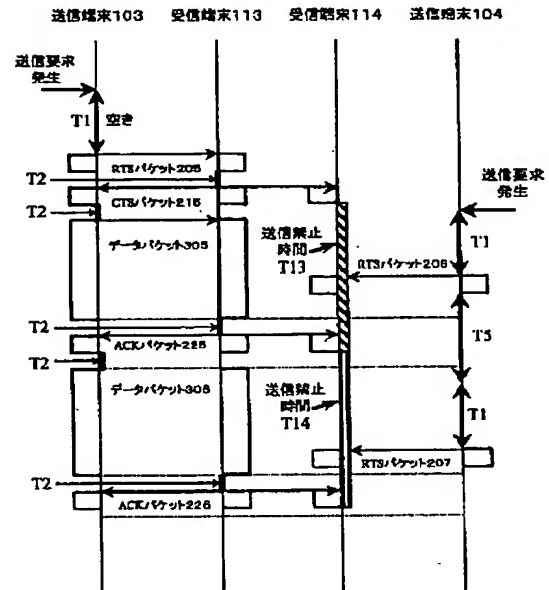 送信端末103 受信端末113 受信端末114 送信端末104
送信要求
発生
T1 空き
RTSパケット205
T2
CTSパケット215
T2
送信要求
発生
データパケット305
送信禁止
時間
T13
T1
RTSパケット206
T2
ACKパケット225
T5
T2
データパケット306
送信禁止
時間
T14
T1
RTSパケット207
T2
ACKパケット226